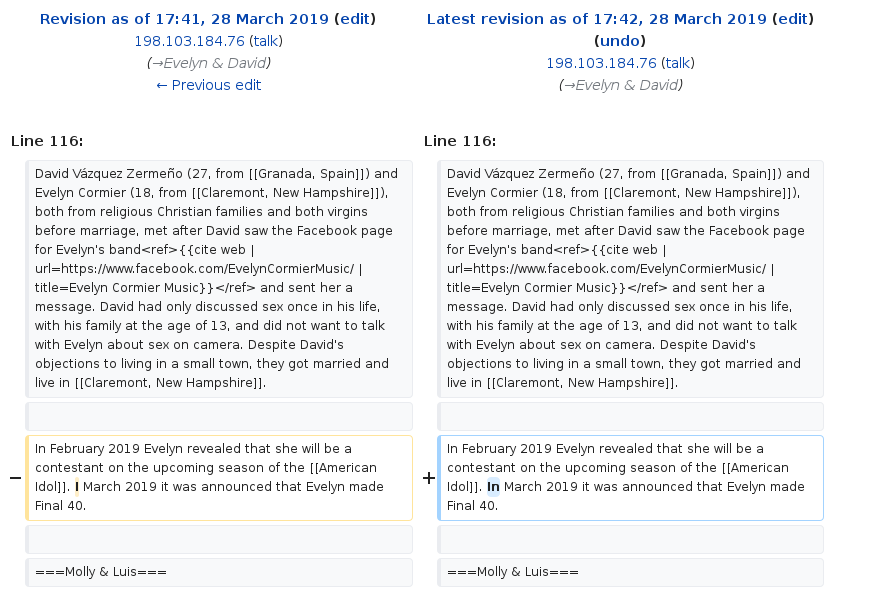 Revision as of 17:41, 28 March 2019 (edit)
198.103.184.76 (talk)
(→Evelyn & David)
← Previous edit
Latest revision as of 17:42, 28 March 2019 (edit)
(undo)
198.103.184.76 (talk)
(→Evelyn & David)
Line 116:
David Vázquez Zermeño (27, from [[Granada, Spain]]) and
Evelyn Cormier (18, from [[Claremont, New Hampshire]]),
both from religious Christian families and both virgins
before marriage, met after David saw the Facebook page
for Evelyn's band<ref>{{cite web |
url=https://www.facebook.com/EvelynCormierMusic/ |
title=Evelyn Cormier Music}}</ref> and sent her a
message. David had only discussed sex once in his life,
with his family at the age of 13, and did not want to talk
with Evelyn about sex on camera. Despite David's
objections to living in a small town, they got married and
live in [[Claremont, New Hampshire]].
− In February 2019 Evelyn revealed that she will be a
contestant on the upcoming season of the [[American
Idol]]. I March 2019 it was announced that Evelyn made
Final 40.
===Molly & Luis===
Line 116:
David Vázquez Zermeño (27, from [[Granada, Spain]]) and
Evelyn Cormier (18, from [[Claremont, New Hampshire]]),
both from religious Christian families and both virgins
before marriage, met after David saw the Facebook page
for Evelyn's band<ref>{{cite web |
url=https://www.facebook.com/EvelynCormierMusic/ |
title=Evelyn Cormier Music}}</ref> and sent her a
message. David had only discussed sex once in his life,
with his family at the age of 13, and did not want to talk
with Evelyn about sex on camera. Despite David's
objections to living in a small town, they got married and
live in [[Claremont, New Hampshire]].
+ In February 2019 Evelyn revealed that she will be a
contestant on the upcoming season of the [[American
Idol]]. In March 2019 it was announced that Evelyn made
Final 40.
===Molly & Luis===